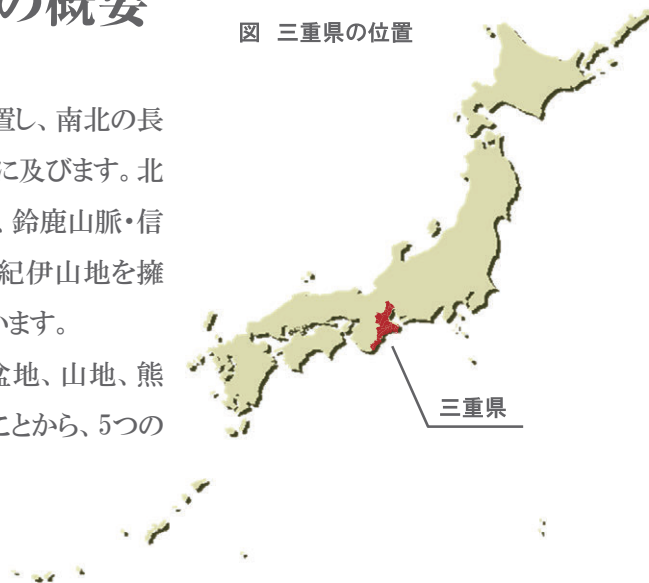 の概要
図 三重県の位置
置し、南北の長
に及びます。北
、鈴鹿山脈・信
紀伊山地を擁
います。
盆地、山地、熊
ことから、5つの
三重県